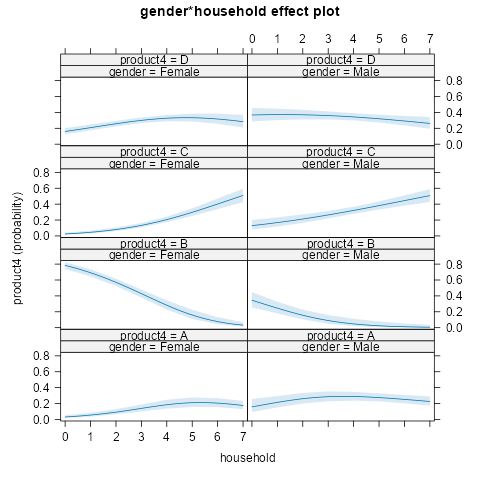 gender*household effect plot
0 1 2 3 4 5 6 7
product4 = D product4 = D
gender = Female gender = Male
0.8
0.6
0.4
0.2
0.0
product4 = C product4 = C
gender = Female gender = Male
0.8
0.6
0.4
0.2
0.0
product4 = B product4 = B
gender = Female gender = Male
0.8
0.6
0.4
0.2
0.0
product4 = A product4 = A
gender = Female gender = Male
0.8
0.6
0.4
0.2
0.0
0 1 2 3 4 5 6 7
household
product4 (probability)